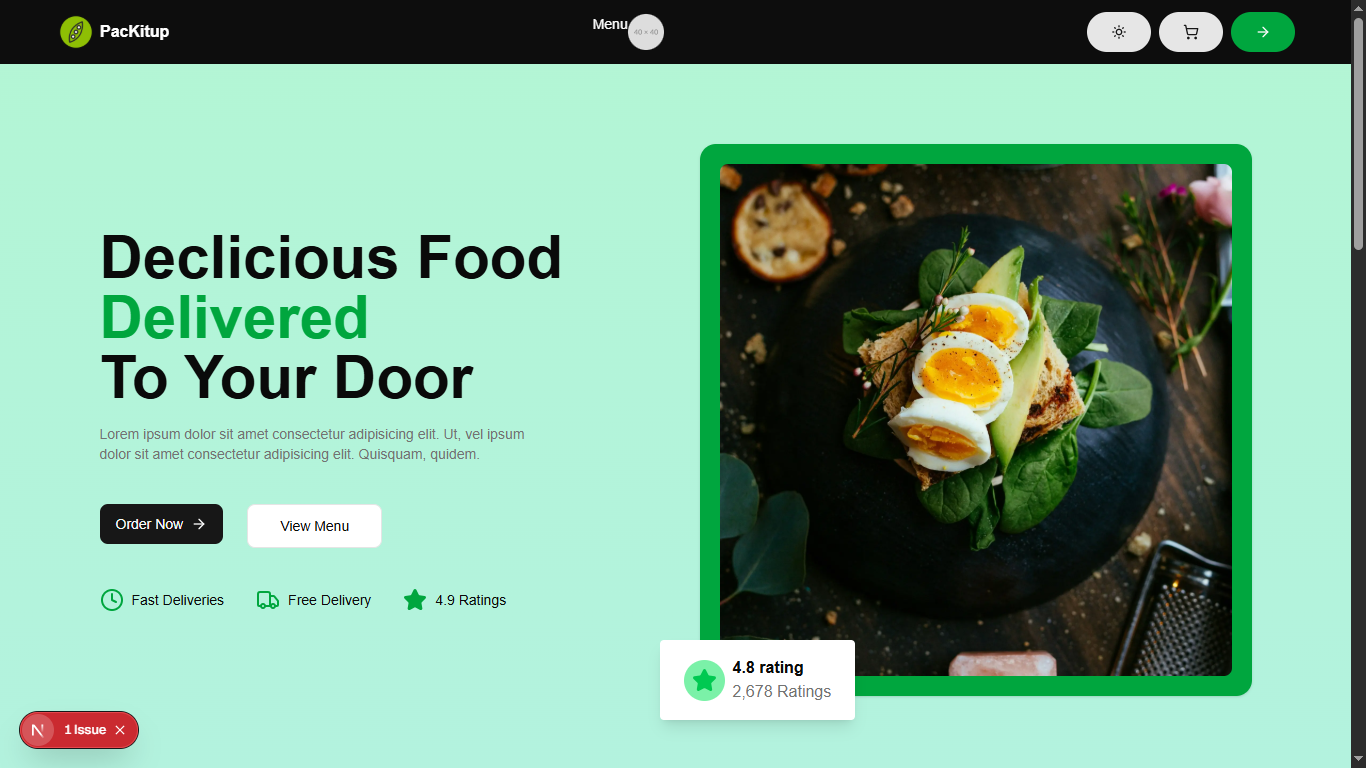 PacKitup
Menu
40 × 40
Declicious Food
Delivered
To Your Door
Lorem ipsum dolor sit amet consectetur adipisicing elit. Ut, vel ipsum
dolor sit amet consectetur adipisicing elit. Quisquam, quidem.
Order Now
View Menu
Fast Deliveries
Free Delivery
4.9 Ratings
4.8 rating
2,678 Ratings
N
1 Issue